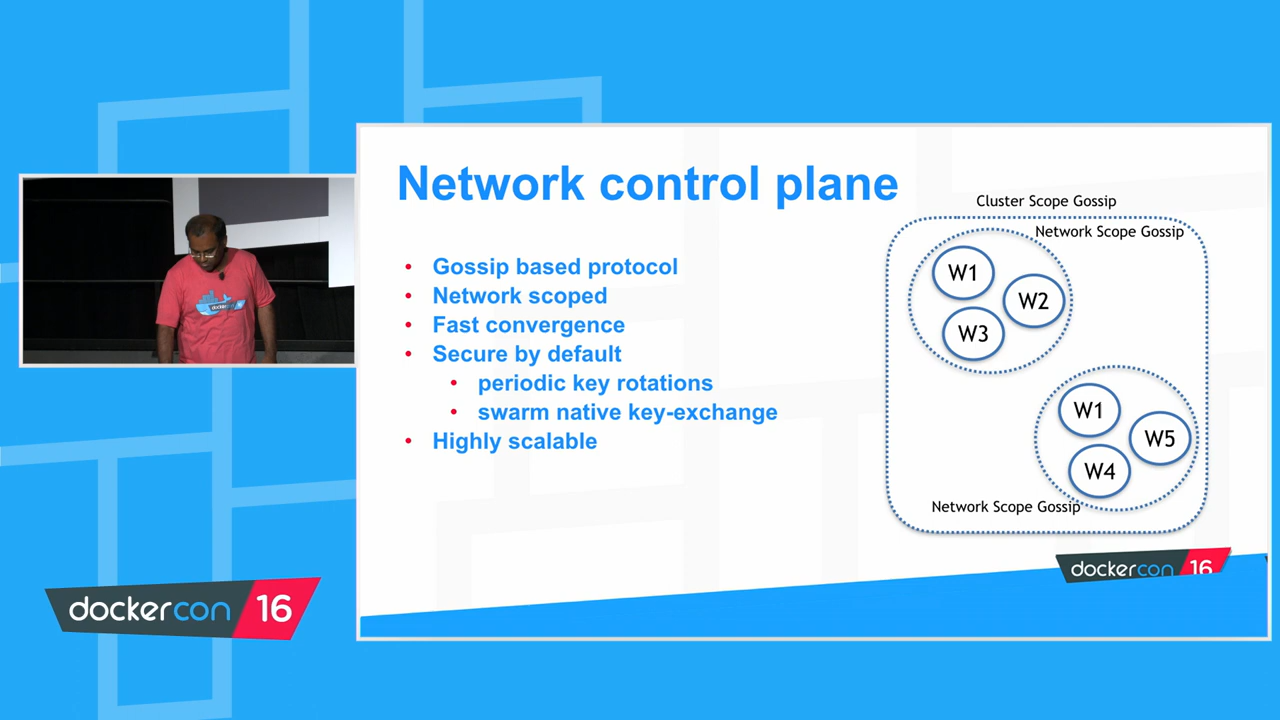 Network control plane
Gossip based protocol
Network scoped
Fast convergence
Secure by default
periodic key rotations
swarm native key-exchange
Highly scalable
Cluster Scope Gossip
Network Scope Gossip
W1
W2
W3
W1
W5
W4
Network Scope Gossip
dockercon 16
dockercon 16